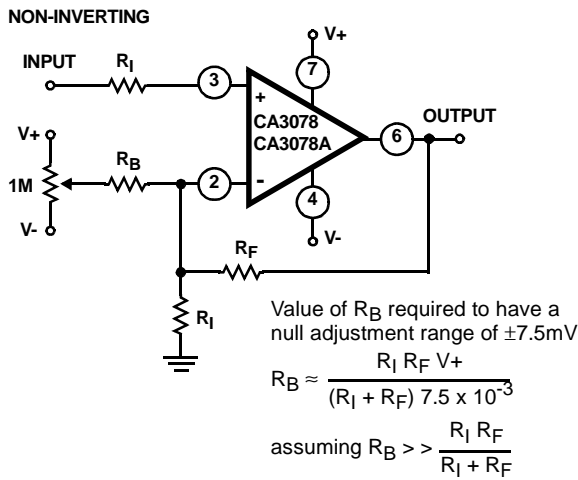 NON-INVERTING
INPUT
R_I
3
+
V+
7
CA3078
CA3078A
6
OUTPUT
V+
1M
V-
R_B
2
-
4
V-
R_F
R_I
Value of R_B required to have a
null adjustment range of ±7.5mV
R_B ≈ R_I R_F V+ / (R_I + R_F) 7.5 x 10^-3
assuming R_B > > R_I R_F / R_I + R_F